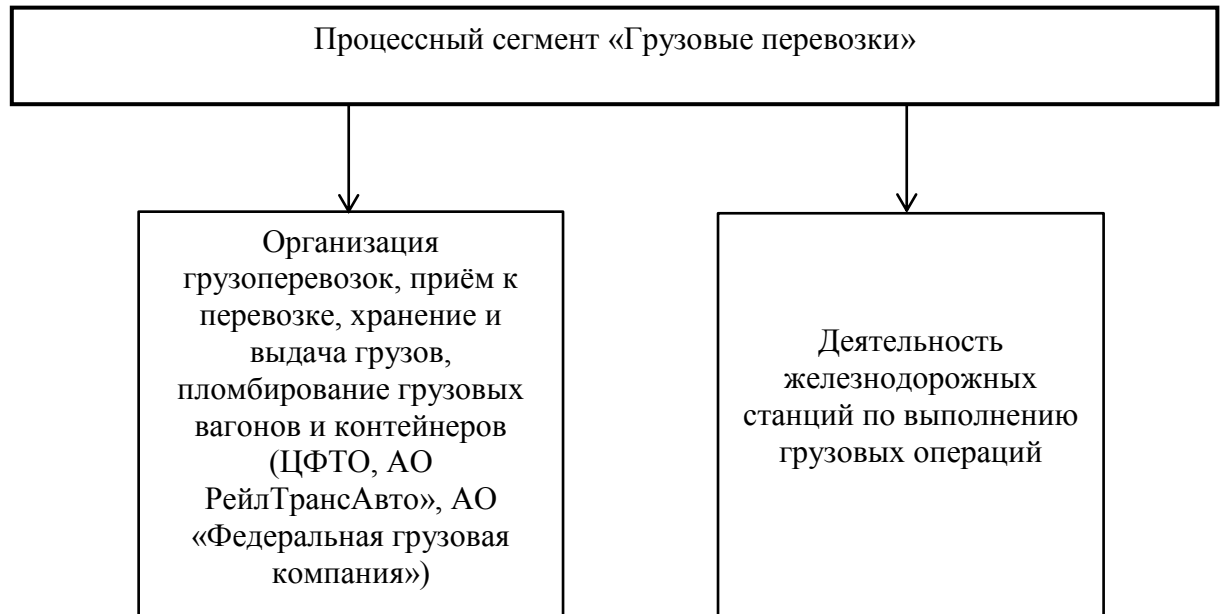 Процессный сегмент «Грузовые перевозки»
Организация
грузоперевозок, приём к
перевозке, хранение и
выдача грузов,
пломбирование грузовых
вагонов и контейнеров
(ЦФТО, АО
РейлТрансАвто», АО
«Федеральная грузовая
компания»)
Деятельность
железнодорожных
станций по выполнению
грузовых операций